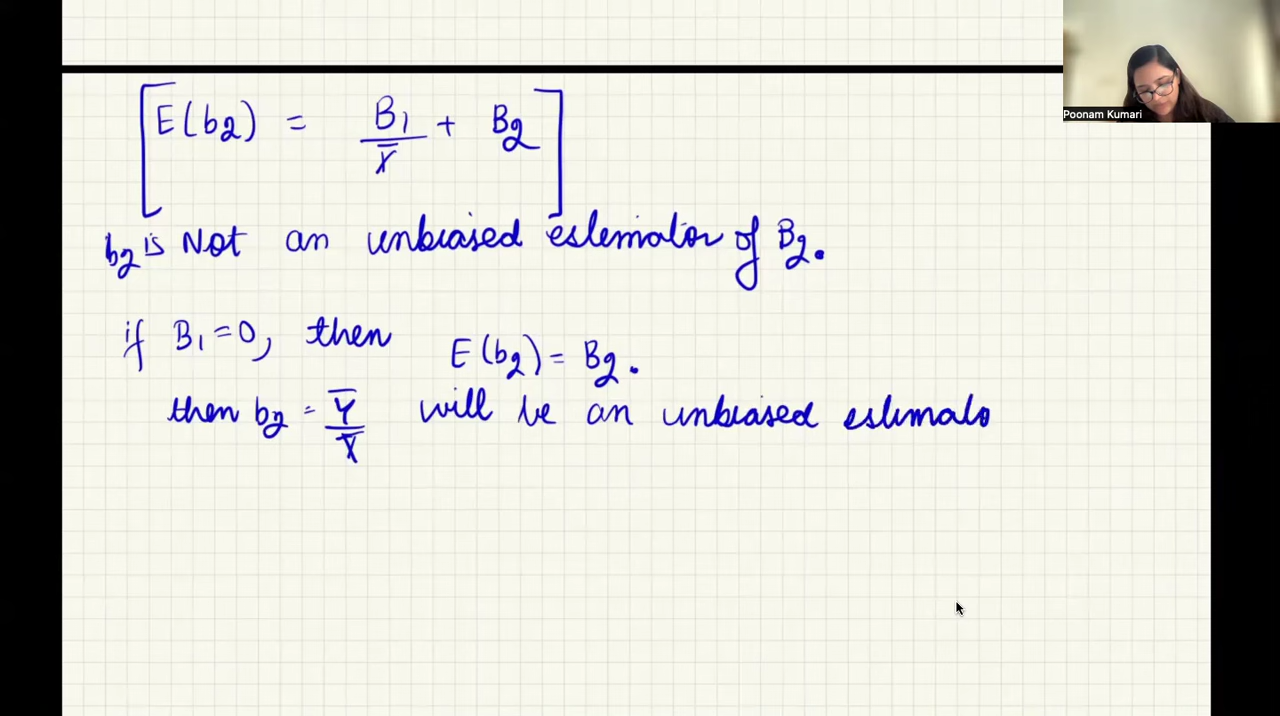 E(b2) = B1/X̅ + B2
b2 is Not an unbiased estimator of B2.
if B1=0, then E(b2) = B2.
then b2 = Y̅/X̅ will be an unbiased estimato
Poonam Kumari